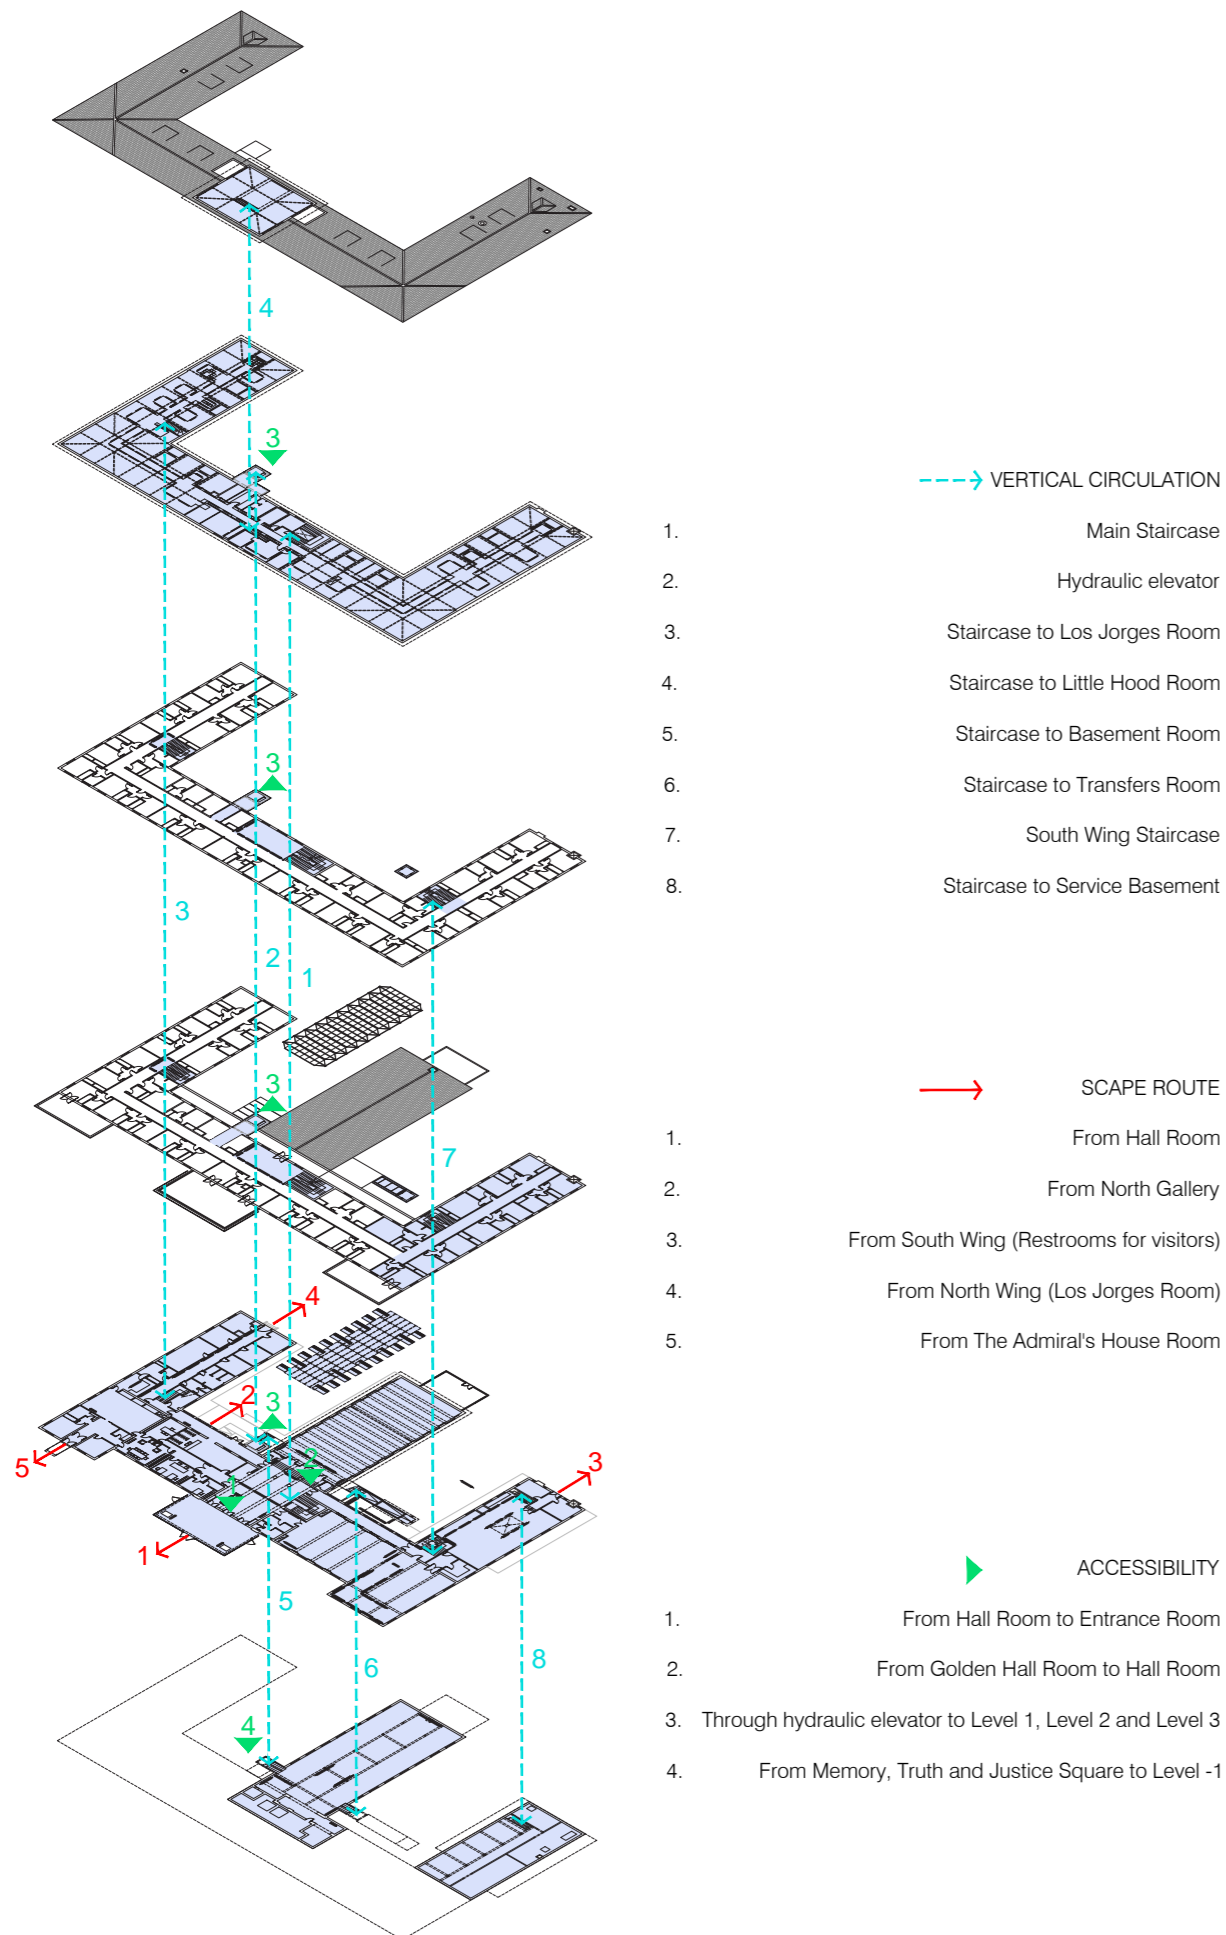 4
3
VERTICAL CIRCULATION
1. Main Staircase
2. Hydraulic elevator
3. Staircase to Los Jorges Room
4. Staircase to Little Hood Room
5. Staircase to Basement Room
6. Staircase to Transfers Room
7. South Wing Staircase
8. Staircase to Service Basement
3
3
2
1
3
7
SCAPE ROUTE
1. From Hall Room
2. From North Gallery
3. From South Wing (Restrooms for visitors)
4. From North Wing (Los Jorges Room)
5. From The Admiral's House Room
4
2
3
5
1
2
3
1
5
6
8
4
ACCESSIBILITY
1. From Hall Room to Entrance Room
2. From Golden Hall Room to Hall Room
3. Through hydraulic elevator to Level 1, Level 2 and Level 3
4. From Memory, Truth and Justice Square to Level -1